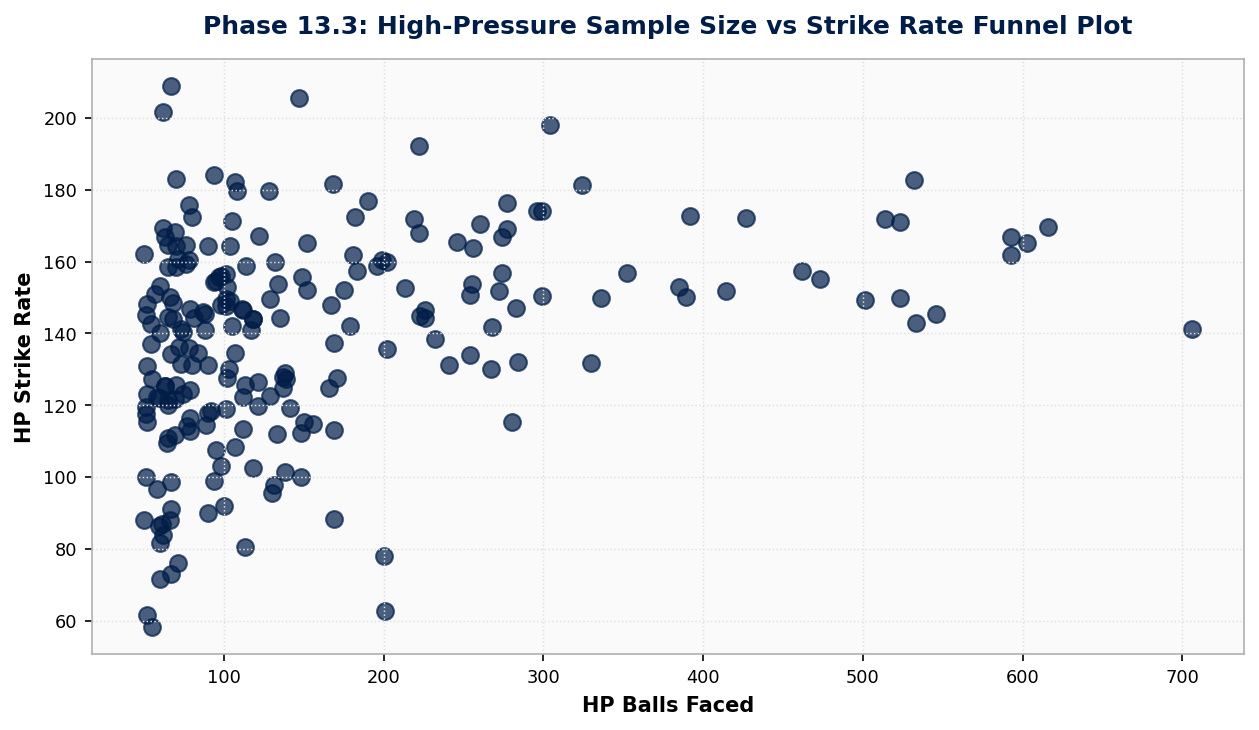 Phase 13.3: High-Pressure Sample Size vs Strike Rate Funnel Plot
HP Strike Rate
200
180
160
140
120
100
80
60
100 200 300 400 500 600 700
HP Balls Faced